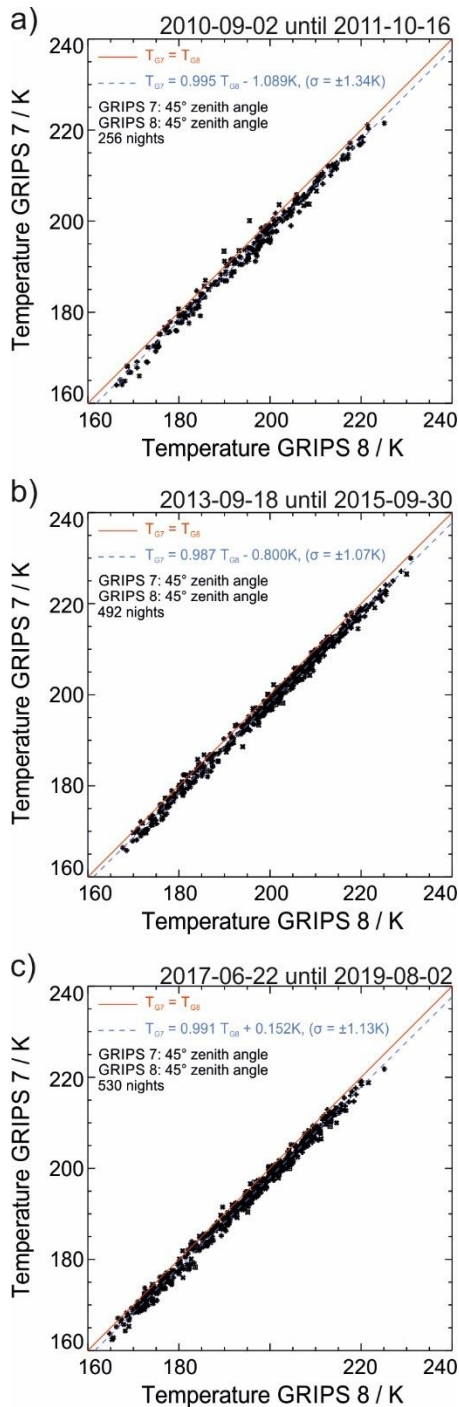 a) 2010-09-02 until 2011-10-16
240
T_G7 = T_G8
T_G7 = 0.995 T_G8 - 1.089K, (σ = ±1.34K)
GRIPS 7: 45° zenith angle
GRIPS 8: 45° zenith angle
256 nights
220
200
180
160
Temperature GRIPS 7 / K
160 180 200 220 240
Temperature GRIPS 8 / K
b) 2013-09-18 until 2015-09-30
240
T_G7 = T_G8
T_G7 = 0.987 T_G8 - 0.800K, (σ = ±1.07K)
GRIPS 7: 45° zenith angle
GRIPS 8: 45° zenith angle
492 nights
220
200
180
160
Temperature GRIPS 7 / K
160 180 200 220 240
Temperature GRIPS 8 / K
c) 2017-06-22 until 2019-08-02
240
T_G7 = T_G8
T_G7 = 0.991 T_G8 + 0.152K, (σ = ±1.13K)
GRIPS 7: 45° zenith angle
GRIPS 8: 45° zenith angle
530 nights
220
200
180
160
Temperature GRIPS 7 / K
160 180 200 220 240
Temperature GRIPS 8 / K